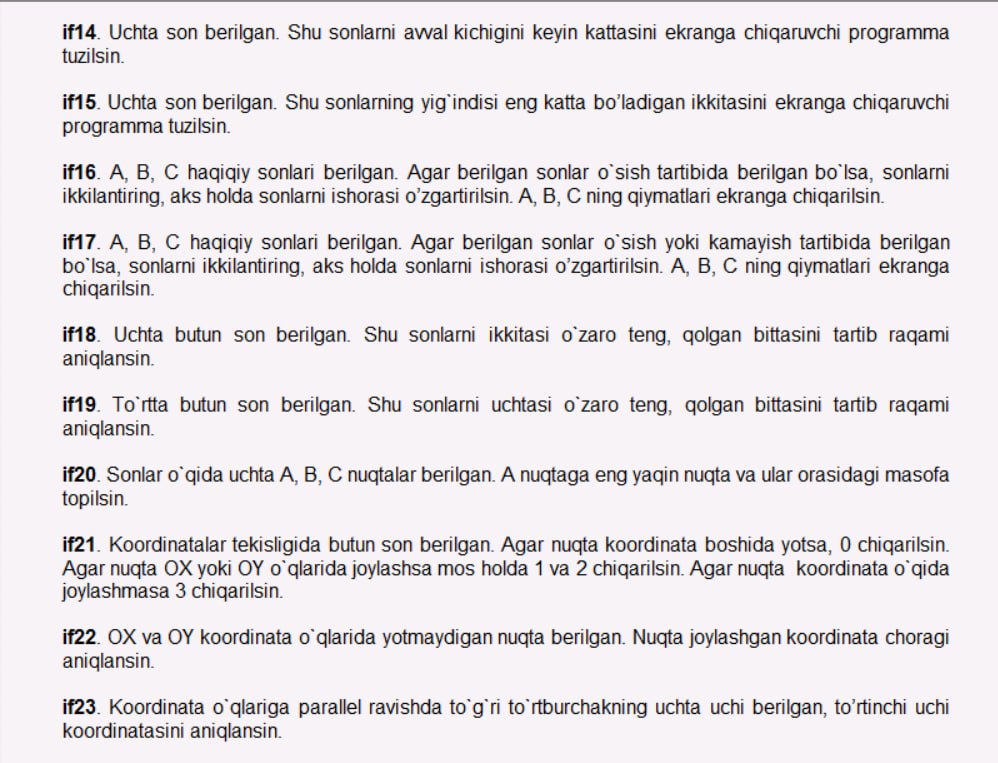 if14. Uchta son berilgan. Shu sonlarni avval kichigini keyin kattasini ekranga chiqaruvchi programma
tuzilsin.
if15. Uchta son berilgan. Shu sonlarning yig`indisi eng katta bo’ladigan ikkitasini ekranga chiqaruvchi
programma tuzilsin.
if16. A, B, C haqiqiy sonlari berilgan. Agar berilgan sonlar o`sish tartibida berilgan bo`lsa, sonlarni
ikkilantiring, aks holda sonlarni ishorasi o’zgartirilsin. A, B, C ning qiymatlari ekranga chiqarilsin.
if17. A, B, C haqiqiy sonlari berilgan. Agar berilgan sonlar o`sish yoki kamayish tartibida berilgan
bo`lsa, sonlarni ikkilantiring, aks holda sonlarni ishorasi o’zgartirilsin. A, B, C ning qiymatlari ekranga
chiqarilsin.
if18. Uchta butun son berilgan. Shu sonlarni ikkitasi o`zaro teng, qolgan bittasini tartib raqami
aniqlansin.
if19. To`rtta butun son berilgan. Shu sonlarni uchtasi o`zaro teng, qolgan bittasini tartib raqami
aniqlansin.
if20. Sonlar o`qida uchta A, B, C nuqtalar berilgan. A nuqtaga eng yaqin nuqta va ular orasidagi masofa
topilsin.
if21. Koordinatalar tekisligida butun son berilgan. Agar nuqta koordinata boshida yotsa, 0 chiqarilsin.
Agar nuqta OX yoki OY o`qlarida joylashsa mos holda 1 va 2 chiqarilsin. Agar nuqta koordinata o`qida
joylashmasa 3 chiqarilsin.
if22. OX va OY koordinata o`qlarida yotmaydigan nuqta berilgan. Nuqta joylashgan koordinata choragi
aniqlansin.
if23. Koordinata o`qlariga parallel ravishda to`g`ri to`rtburchakning uchta uchi berilgan, to’rtinchi uchi
koordinatasini aniqlansin.